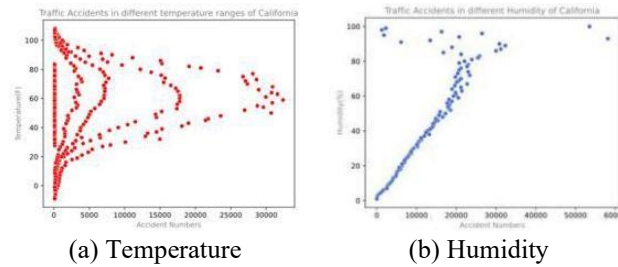 Traffic Accidents in different temperature ranges of California
Temperature(F)
100
80
60
40
20
0
0 5000 10000 15000 20000 25000 30000
Accident Numbers
(a) Temperature
Traffic Accidents in different Humidity of California
Humidity(%)
100
80
60
40
20
0
0 10000 20000 30000 40000 50000 6000
Accident Numbers
(b) Humidity